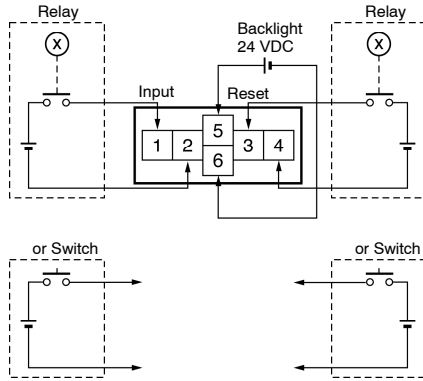 Relay
Relay
Backlight
24 VDC
X
X
Input
Reset
1 2 5 3 4
6
or Switch
or Switch